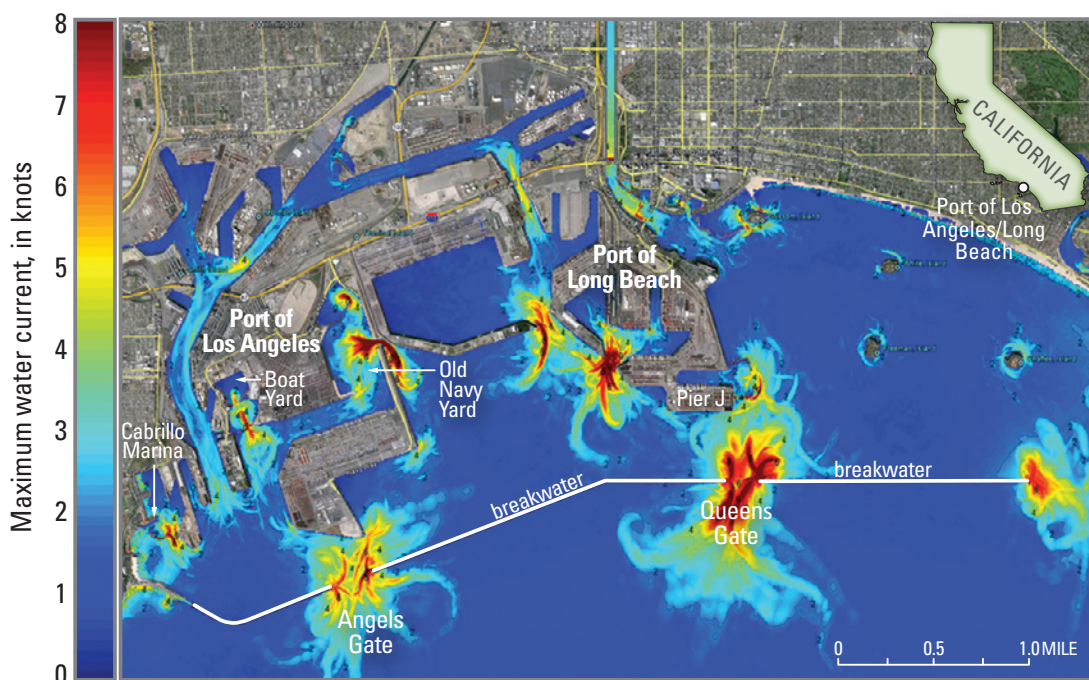 Maximum water current, in knots
8
7
6
5
4
3
2
1
0
CALIFORNIA
Port of Los
Angeles/Long
Beach
Port of
Long Beach
Port of
Los Angeles
Boat
Yard
Old
Navy
Yard
Pier J
Cabrillo
Marina
breakwater
breakwater
Queens
Gate
Angels
Gate
0
0.5
1.0 MILE